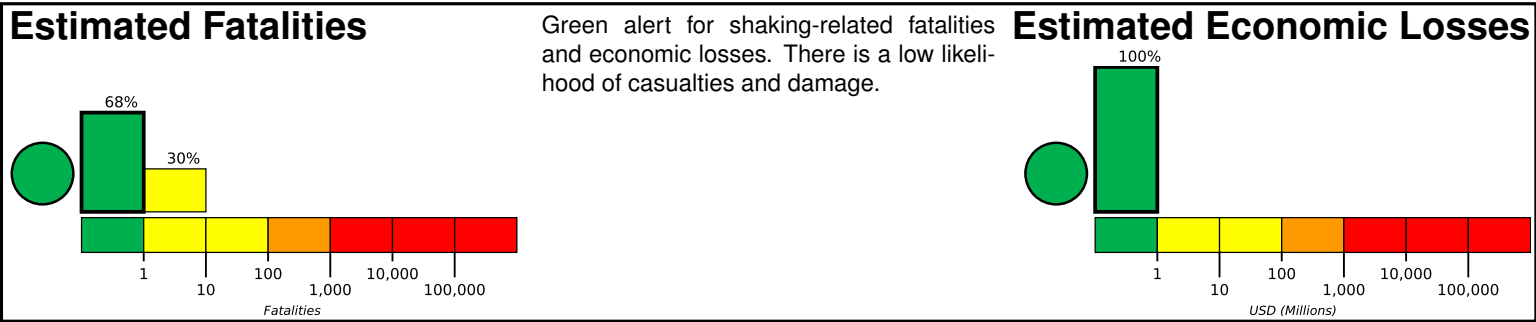 Estimated Fatalities
68%
30%
1
10
100
1,000
10,000
100,000
Fatalities
Green alert for shaking-related fatalities
and economic losses. There is a low likeli-
hood of casualties and damage.
Estimated Economic Losses
100%
1
10
100
1,000
10,000
100,000
USD (Millions)